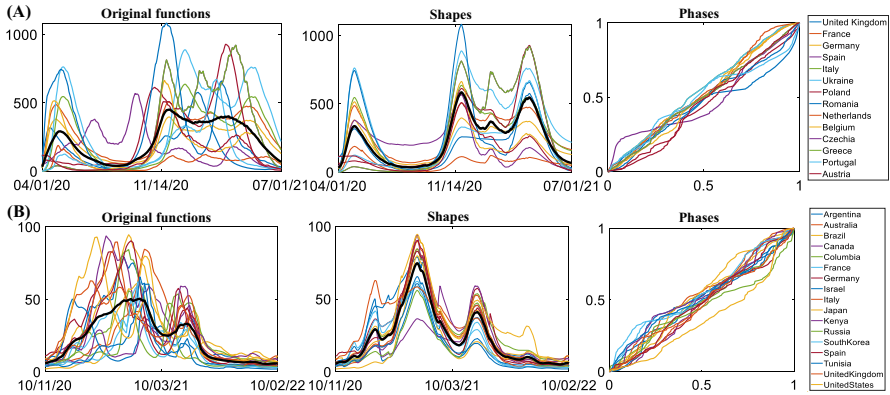 (A)
Original functions
Shapes
Phases
1000
500
0
04/01/20
11/14/20
07/01/21
1000
500
0
04/01/20
11/14/20
07/01/21
1
0.5
0
0
0.5
1
United Kingdom
France
Germany
Spain
Italy
Ukraine
Poland
Romania
Netherlands
Belgium
Czechia
Greece
Portugal
Austria
(B)
Original functions
Shapes
Phases
100
50
0
10/11/20
10/03/21
10/02/22
100
50
0
10/11/20
10/03/21
10/02/22
1
0.5
0
0
0.5
1
Argentina
Australia
Brazil
Canada
Columbia
France
Germany
Israel
Italy
Japan
Kenya
Russia
SouthKorea
Spain
Tunisia
UnitedKingdom
UnitedStates